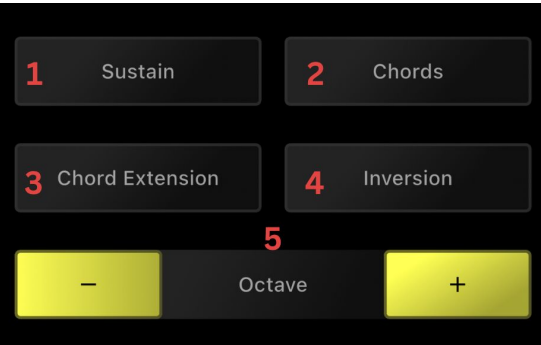 1 Sustain
2 Chords
3 Chord Extension
4 Inversion
5
- Octave +